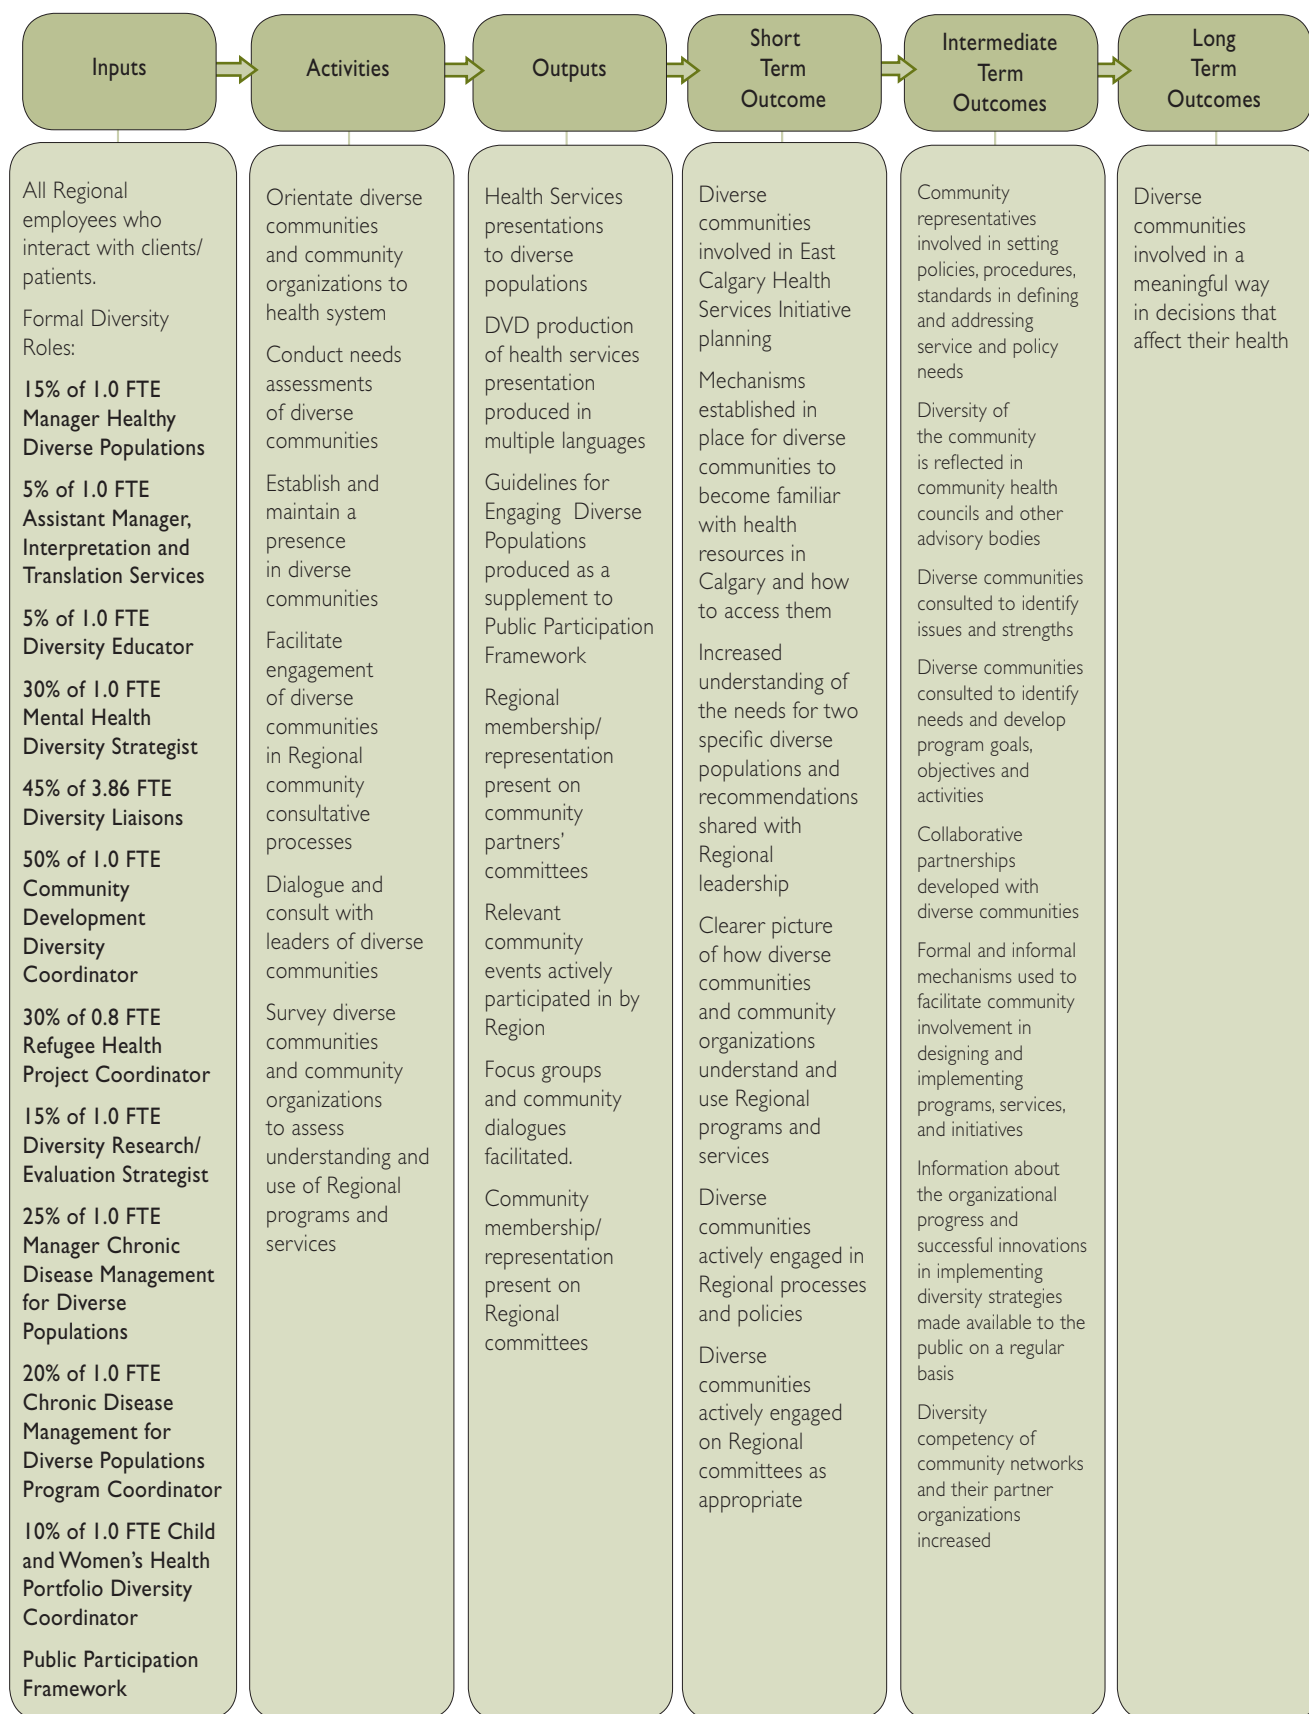 Inputs
Activities
Outputs
Short
Term
Outcome
Intermediate
Term
Outcomes
Long
Term
Outcomes
All Regional
employees who
interact with clients/
patients.
Formal Diversity
Roles:
15% of 1.0 FTE
Manager Healthy
Diverse Populations
5% of 1.0 FTE
Assistant Manager,
Interpretation and
Translation Services
5% of 1.0 FTE
Diversity Educator
30% of 1.0 FTE
Mental Health
Diversity Strategist
45% of 3.86 FTE
Diversity Liaisons
50% of 1.0 FTE
Community
Development
Diversity
Coordinator
30% of 0.8 FTE
Refugee Health
Project Coordinator
15% of 1.0 FTE
Diversity Research/
Evaluation Strategist
25% of 1.0 FTE
Manager Chronic
Disease Management
for Diverse
Populations
20% of 1.0 FTE
Chronic Disease
Management for
Diverse Populations
Program Coordinator
10% of 1.0 FTE Child
and Women's Health
Portfolio Diversity
Coordinator
Public Participation
Framework
Orientate diverse
communities
and community
organizations to
health system
Conduct needs
assessments
of diverse
communities
Establish and
maintain a
presence
in diverse
communities
Facilitate
engagement
of diverse
communities
in Regional
community
consultative
processes
Dialogue and
consult with
leaders of diverse
communities
Survey diverse
communities
and community
organizations
to assess
understanding and
use of Regional
programs and
services
Health Services
presentations
to diverse
populations
DVD production
of health services
presentation
produced in
multiple languages
Guidelines for
Engaging Diverse
Populations
produced as a
supplement to
Public Participation
Framework
Regional
membership/
representation
present on
community
partners'
committees
Relevant
community
events actively
participated in by
Region
Focus groups
and community
dialogues
facilitated.
Community
membership/
representation
present on
Regional
committees
Diverse
communities
involved in East
Calgary Health
Services Initiative
planning
Mechanisms
established in
place for diverse
communities to
become familiar
with health
resources in
Calgary and how
to access them
Increased
understanding of
the needs for two
specific diverse
populations and
recommendations
shared with
Regional
leadership
Clearer picture
of how diverse
communities
and community
organizations
understand and
use Regional
programs and
services
Diverse
communities
actively engaged in
Regional processes
and policies
Diverse
communities
actively engaged
on Regional
committees as
appropriate
Community
representatives
involved in setting
policies, procedures,
standards in defining
and addressing
service and policy
needs
Diversity of
the community
is reflected in
community health
councils and other
advisory bodies
Diverse communities
consulted to identify
issues and strengths
Diverse communities
consulted to identify
needs and develop
program goals,
objectives and
activities
Collaborative
partnerships
developed with
diverse communities
Formal and informal
mechanisms used to
facilitate community
involvement in
designing and
implementing
programs, services,
and initiatives
Information about
the organizational
progress and
successful innovations
in implementing
diversity strategies
made available to the
public on a regular
basis
Diversity
competency of
community networks
and their partner
organizations
increased
Diverse
communities
involved in a
meaningful way
in decisions that
affect their health